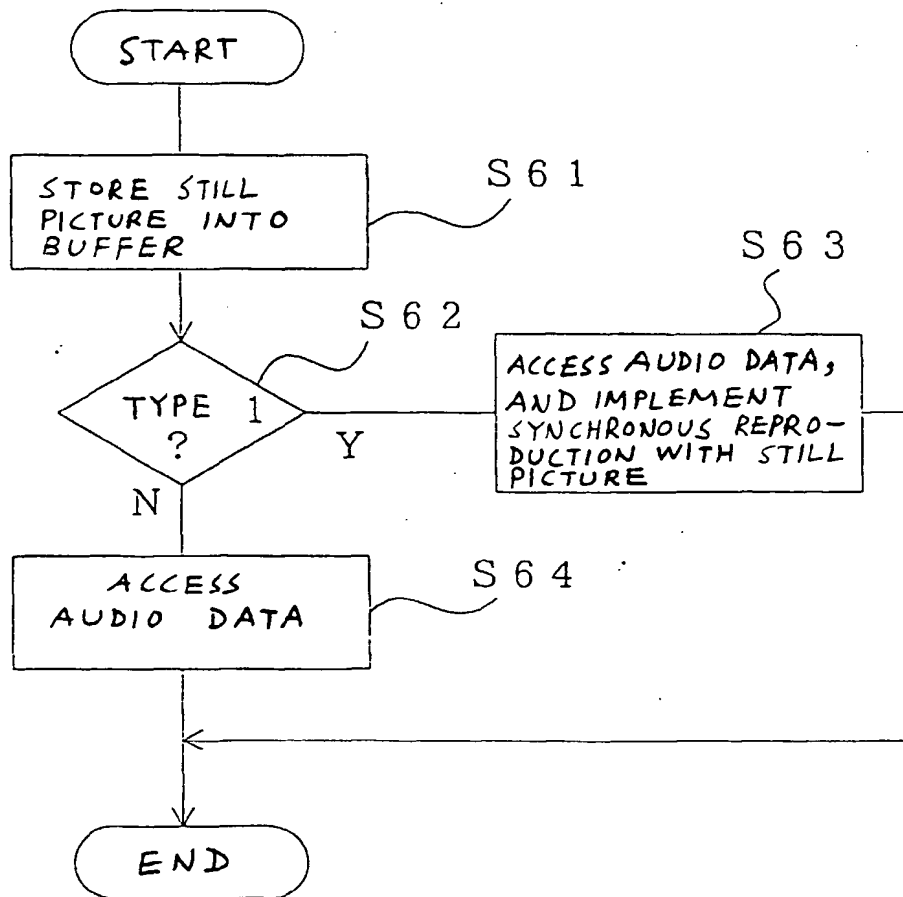 START
STORE STILL
PICTURE INTO
BUFFER
S61
S62
TYPE 1
?
Y
N
S63
ACCESS AUDIO DATA,
AND IMPLEMENT
SYNCHRONOUS REPRO-
DUCTION WITH STILL
PICTURE
ACCESS
AUDIO DATA
S64
END